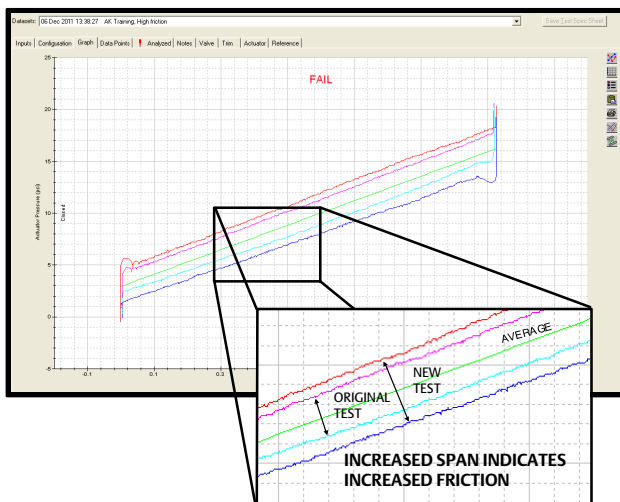 Datasets: 06 Dec 2011 13:38:27 AK Training, High friction
Save Test Spec Sheet
Inputs Configuration Graph Data Points Analyzed Notes Valve Trim Actuator Reference
FAIL
25
20
15
10
5
0
-5
Actuator Pressure (psi)
Closed
-0.1 0.1 0.3
AVERAGE
NEW
TEST
ORIGINAL
TEST
INCREASED SPAN INDICATES
INCREASED FRICTION